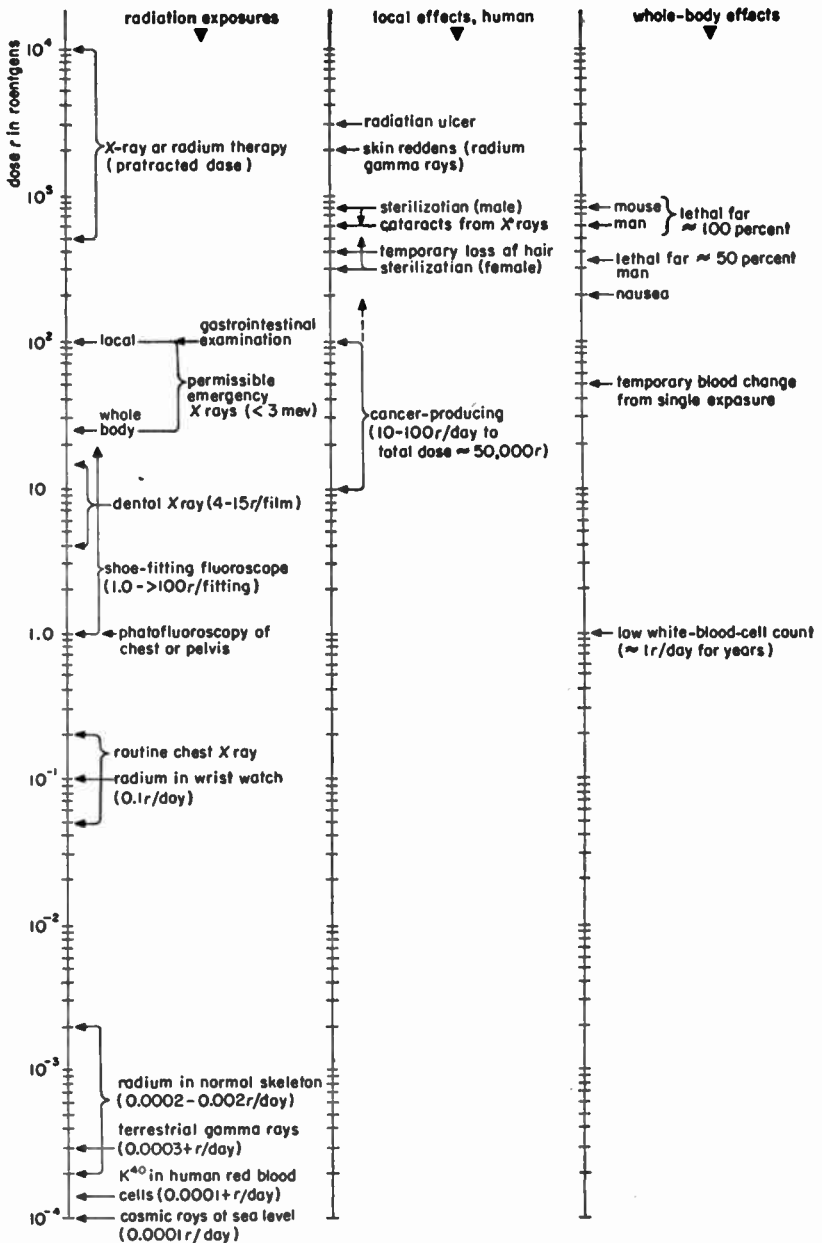 radiation exposures
dose r in roentgens
10⁴
X-ray ar radium therapy
(pratracted dase)
10³
10²
local
gastrointestinal
examination
permissible
emergency
X rays (< 3 mev)
whole
body
10
dental X ray (4-15r/film)
shoe-fitting fluoroscope
(1.0 ->100r/fitting)
1.0
phatofluoroscopy of
chest or pelvis
routine chest X ray
10⁻¹
radium in wrist watch
(0.1r/doy)
10⁻²
10⁻³
radium in normal skeleton
(0.0002-0.002r/doy)
terrestrial gamma rays
(0.0003+r/day)
K⁴⁰ in human red blood
cells (0.0001+r/day)
10⁻⁴
cosmic rays at sea level
(0.0001r/day)
local effects, human
radiatian ulcer
skin reddens (radium
gamma rays)
sterilization (male)
cataracts from X rays
temporary loss af hair
sterilization (female)
cancer-producing
(10-100r/day to
total dose ≈ 50,000r)
whole-body effects
mouse
man
lethal far
≈ 100 percent
lethal far ≈ 50 percent
man
nausea
temporary blood change
from single expasure
low white-blood-cell count
(≈ 1r/day for years)